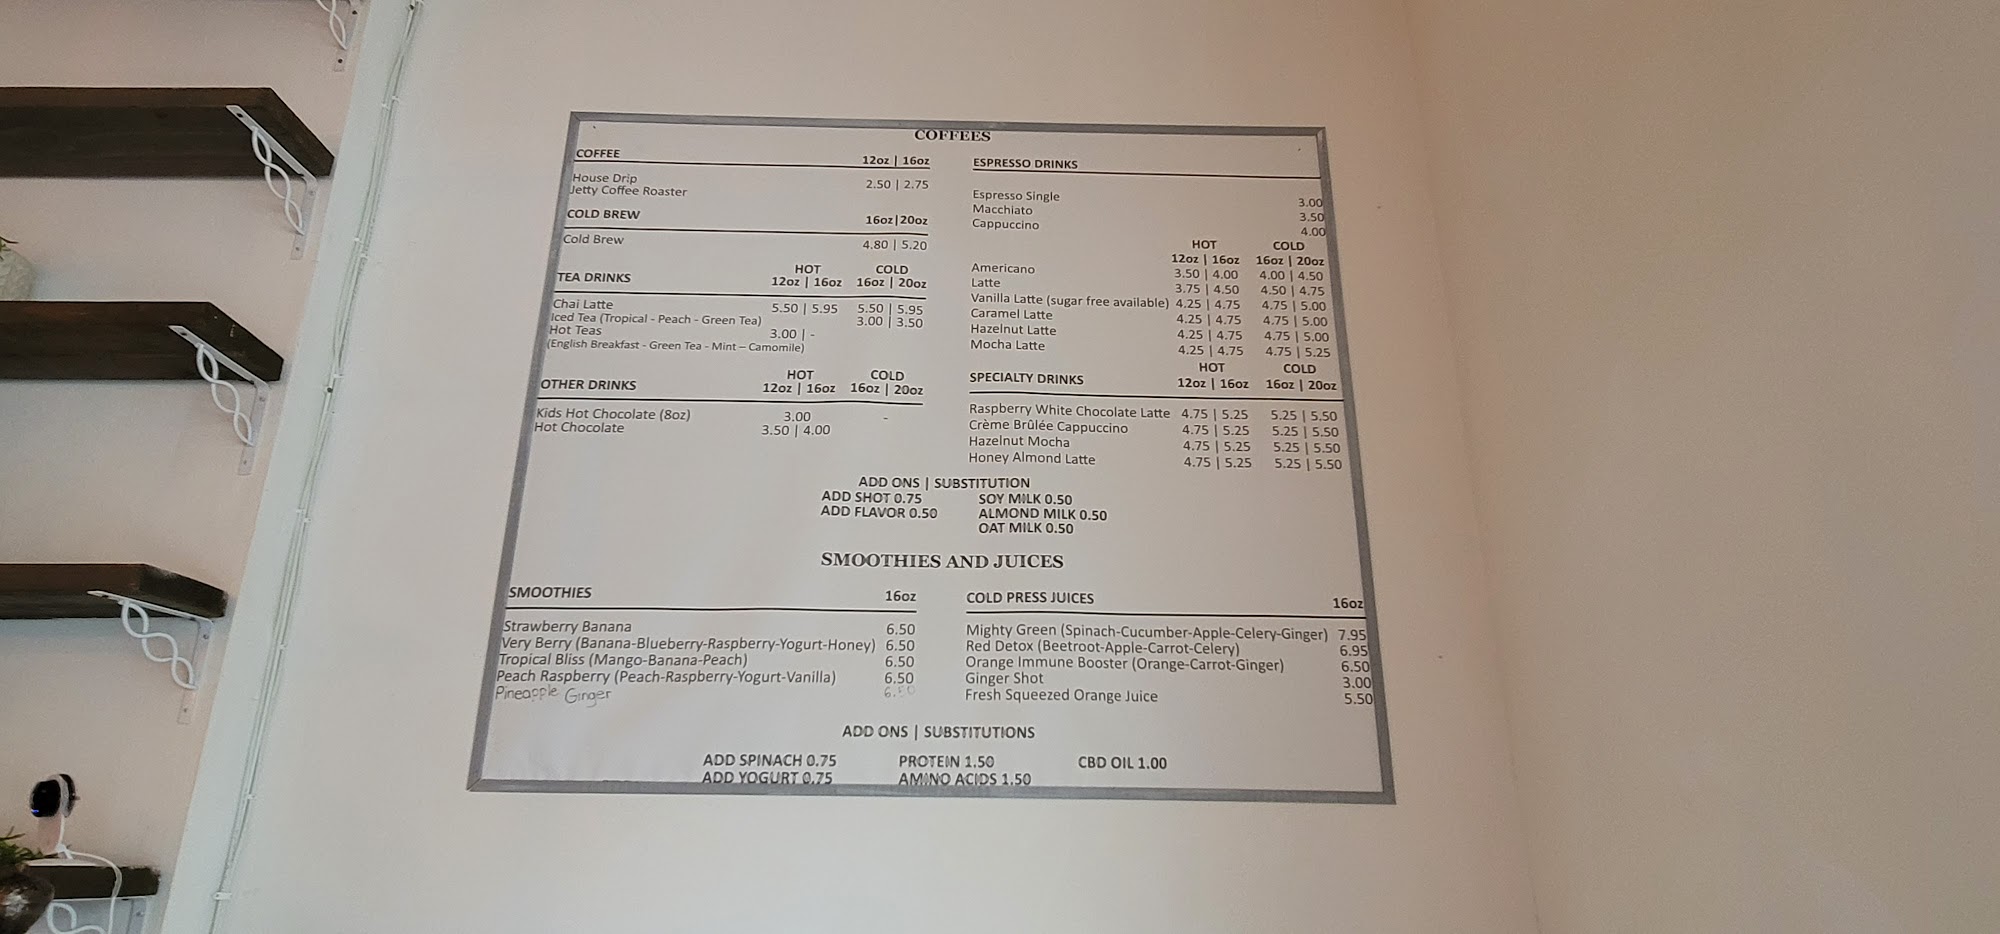 COFFEES
COFFEE 12oz | 16oz
House Drip 2.50 | 2.75
Jetty Coffee Roaster
COLD BREW 16oz|20oz
Cold Brew 4.80 | 5.20
HOT COLD
TEA DRINKS 12oz | 16oz 16oz | 20oz
Chai Latte 5.50 | 5.95 5.50 | 5.95
Iced Tea (Tropical - Peach - Green Tea) 3.00 | 3.50
Hot Teas 3.00 | -
(English Breakfast - Green Tea - Mint – Camomile)
HOT COLD
OTHER DRINKS 12oz | 16oz 16oz | 20oz
Kids Hot Chocolate (8oz) 3.00 -
Hot Chocolate 3.50 | 4.00
ESPRESSO DRINKS
Espresso Single 3.00
Macchiato 3.50
Cappuccino 4.00
HOT COLD
12oz | 16oz 16oz | 20oz
Americano 3.50 | 4.00 4.00 | 4.50
Latte 3.75 | 4.50 4.50 | 4.75
Vanilla Latte (sugar free available) 4.25 | 4.75 4.75 | 5.00
Caramel Latte 4.25 | 4.75 4.75 | 5.00
Hazelnut Latte 4.25 | 4.75 4.75 | 5.00
Mocha Latte 4.25 | 4.75 4.75 | 5.25
HOT COLD
SPECIALTY DRINKS 12oz | 16oz 16oz | 20oz
Raspberry White Chocolate Latte 4.75 | 5.25 5.25 | 5.50
Crème Brûlée Cappuccino 4.75 | 5.25 5.25 | 5.50
Hazelnut Mocha 4.75 | 5.25 5.25 | 5.50
Honey Almond Latte 4.75 | 5.25 5.25 | 5.50
ADD ONS | SUBSTITUTION
ADD SHOT 0.75 SOY MILK 0.50
ADD FLAVOR 0.50 ALMOND MILK 0.50
OAT MILK 0.50
SMOOTHIES AND JUICES
SMOOTHIES 16oz
Strawberry Banana 6.50
Very Berry (Banana-Blueberry-Raspberry-Yogurt-Honey) 6.50
Tropical Bliss (Mango-Banana-Peach) 6.50
Peach Raspberry (Peach-Raspberry-Yogurt-Vanilla) 6.50
Pineapple Ginger 6.50
COLD PRESS JUICES 16oz
Mighty Green (Spinach-Cucumber-Apple-Celery-Ginger) 7.95
Red Detox (Beetroot-Apple-Carrot-Celery) 6.95
Orange Immune Booster (Orange-Carrot-Ginger) 6.50
Ginger Shot 3.00
Fresh Squeezed Orange Juice 5.50
ADD ONS | SUBSTITUTIONS
ADD SPINACH 0.75 PROTEIN 1.50 CBD OIL 1.00
ADD YOGURT 0.75 AMINO ACIDS 1.50